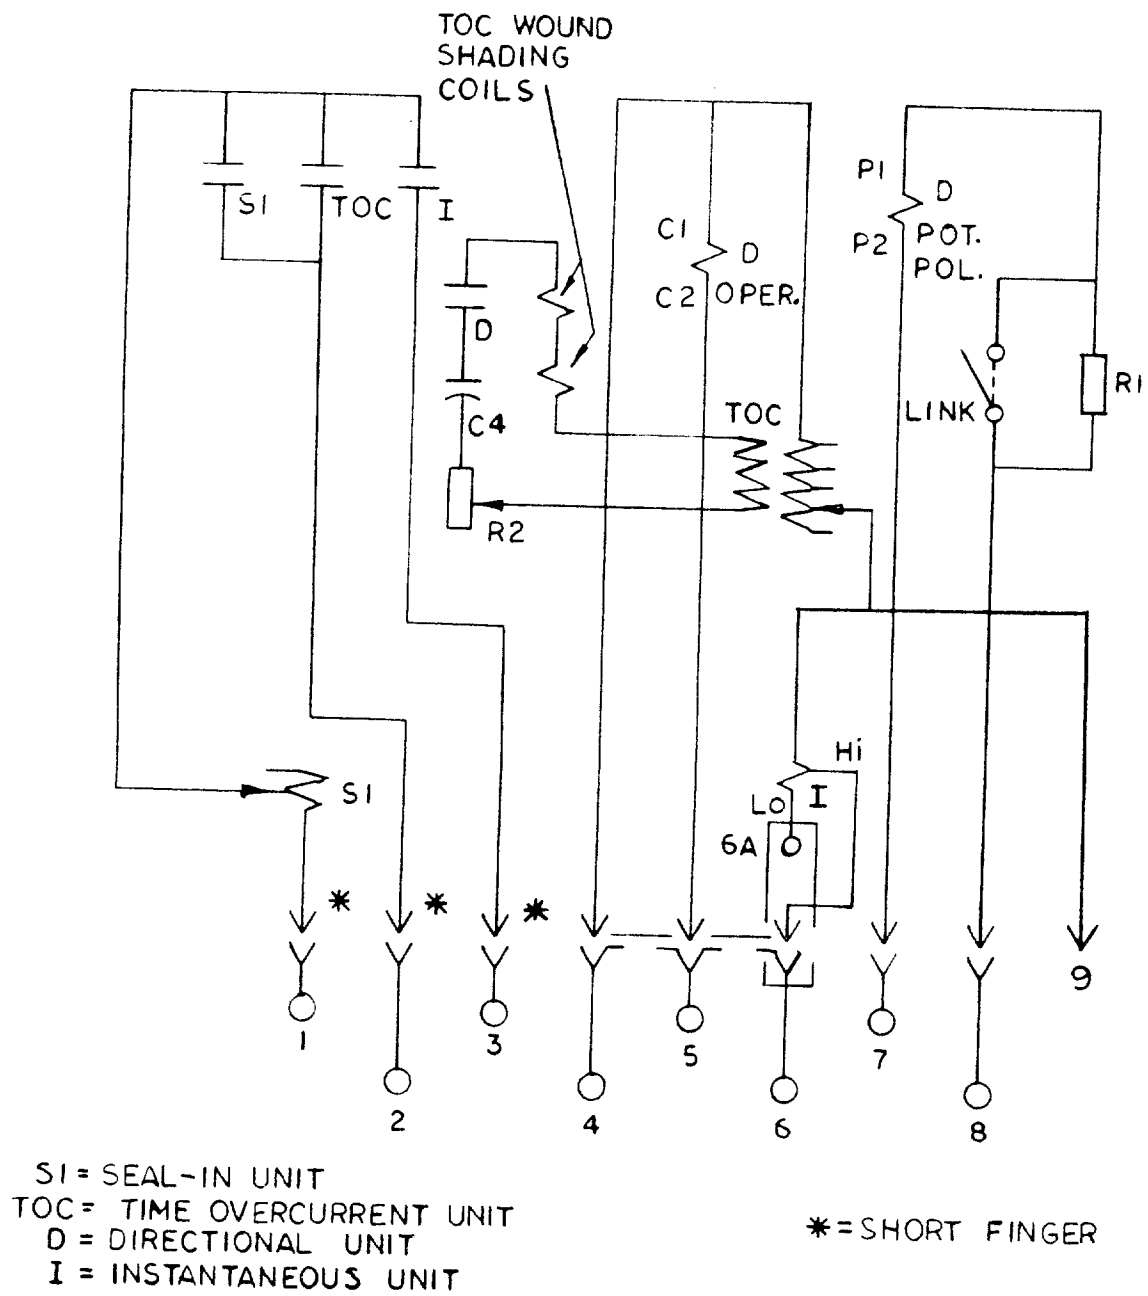 TOC WOUND
SHADING
COILS
SI
TOC
I
P1
D
P2
POT.
POL.
C1
D
C2
OPER.
D
C4
TOC
LINK
R1
R2
Hi
SI
Lo
I
6A
*
*
*
9
1
3
5
7
2
4
6
8
SI = SEAL-IN UNIT
TOC = TIME OVERCURRENT UNIT
D = DIRECTIONAL UNIT
I = INSTANTANEOUS UNIT
* = SHORT FINGER